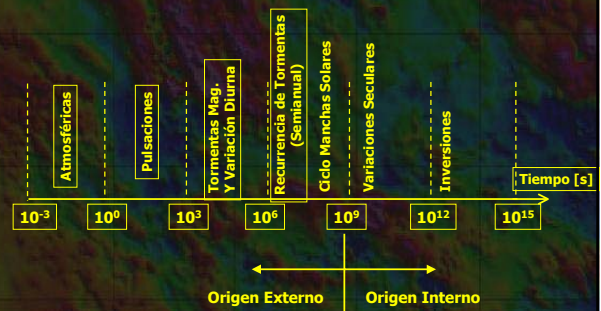 Atmosféricas
Pulsaciones
Tormentas Mag.
Y Variación Diurna
Recurrencia de Tormentas
(Semianual)
Ciclo Manchas Solares
Variaciones Seculares
Inversiones
Tiempo [s]
10⁻³
10⁰
10³
10⁶
10⁹
10¹²
10¹⁵
Origen Externo
Origen Interno